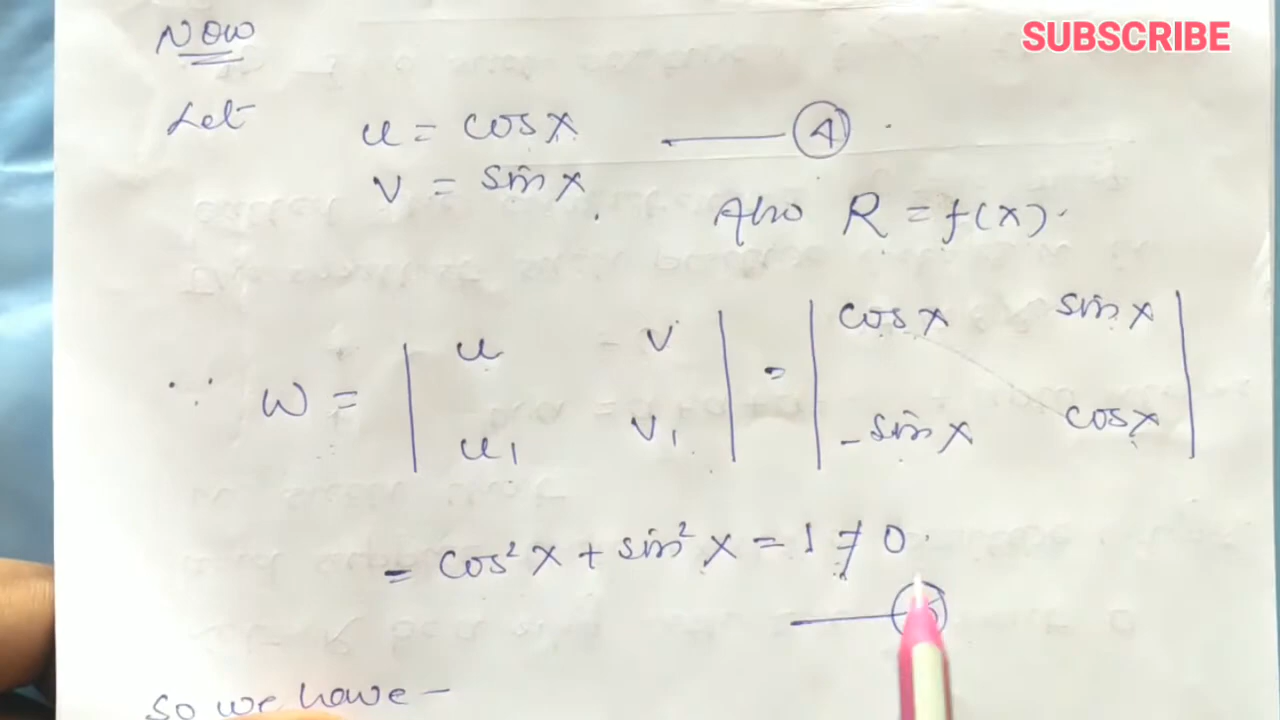 SUBSCRIBE
Now
Let u = cos x ——— (4)
v = sin x. Also R = f(x).
∵ W = | u v | = | cos x sin x |
| u₁ v₁ | | -sin x cos x |
= cos² x + sin² x = 1 ≠ 0.
So we have -